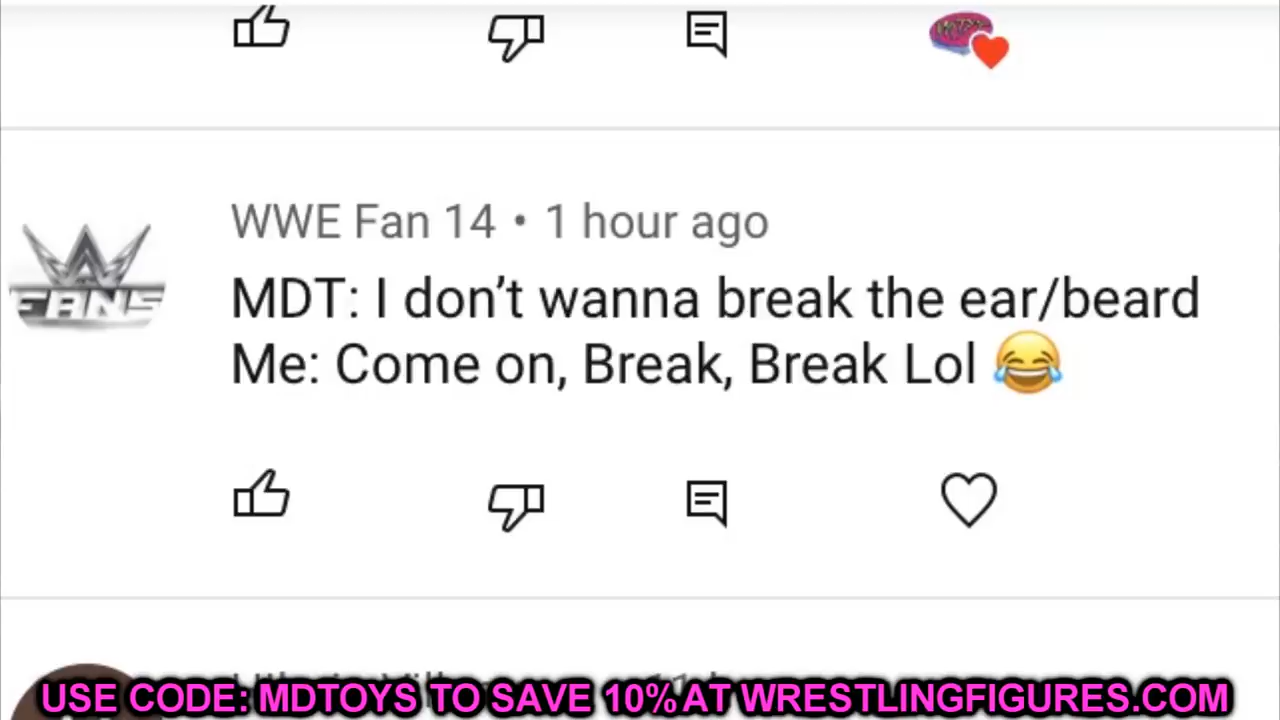 WWE Fan 14 • 1 hour ago
FANS
MDT: I don’t wanna break the ear/beard
Me: Come on, Break, Break Lol 😂
USE CODE: MDTOYS TO SAVE 10% AT WRESTLINGFIGURES.COM